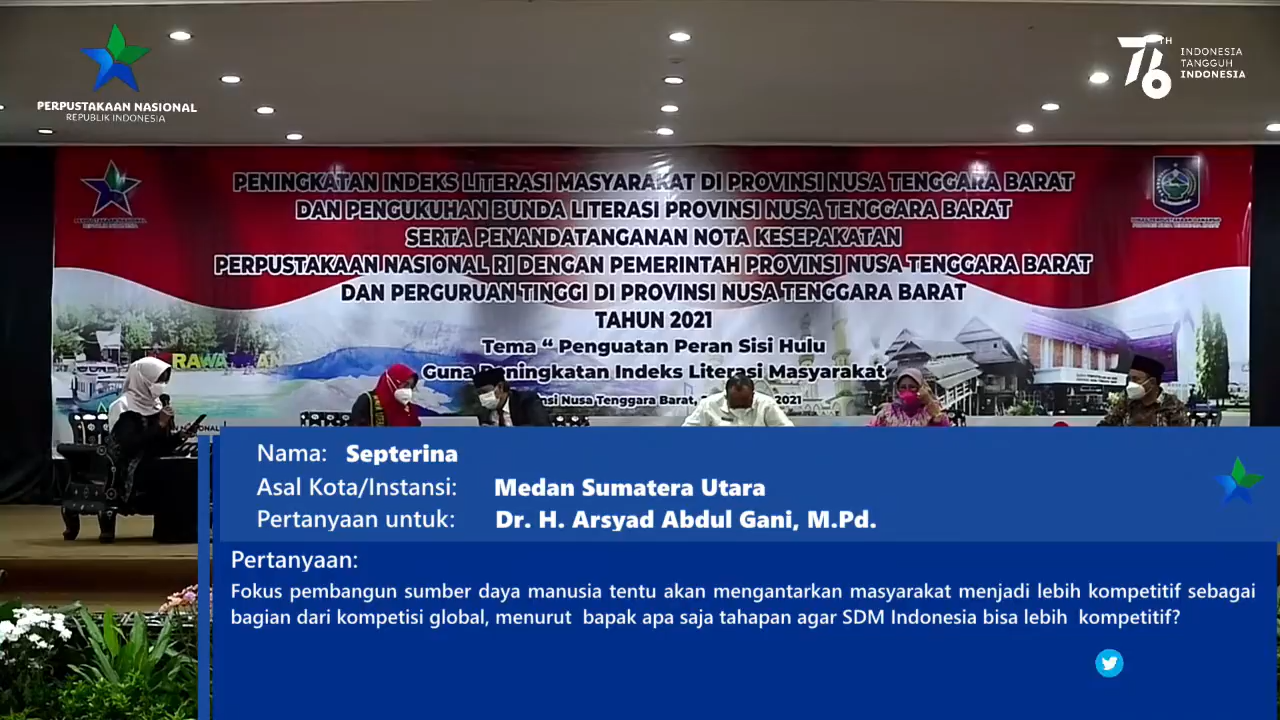 PERPUSTAKAAN NASIONAL
REPUBLIK INDONESIA
76TH
INDONESIA
TANGGUH
INDONESIA
PENINGKATAN INDEKS LITERASI MASYARAKAT DI PROVINSI NUSA TENGGARA BARAT
DAN PENGUKUHAN BUNDA LITERASI PROVINSI NUSA TENGGARA BARAT
SERTA PENANDATANGANAN NOTA KESEPAKATAN
PERPUSTAKAAN NASIONAL RI DENGAN PEMERINTAH PROVINSI NUSA TENGGARA BARAT
DAN PERGURUAN TINGGI DI PROVINSI NUSA TENGGARA BARAT
TAHUN 2021
Tema “ Penguatan Peran Sisi Hulu
Guna Peningkatan Indeks Literasi Masyarakat
Nusa Tenggara Barat, 2021
Nama: Septerina
Asal Kota/Instansi: Medan Sumatera Utara
Pertanyaan untuk: Dr. H. Arsyad Abdul Gani, M.Pd.
Pertanyaan:
Fokus pembangun sumber daya manusia tentu akan mengantarkan masyarakat menjadi lebih kompetitif sebagai
bagian dari kompetisi global, menurut bapak apa saja tahapan agar SDM Indonesia bisa lebih kompetitif?